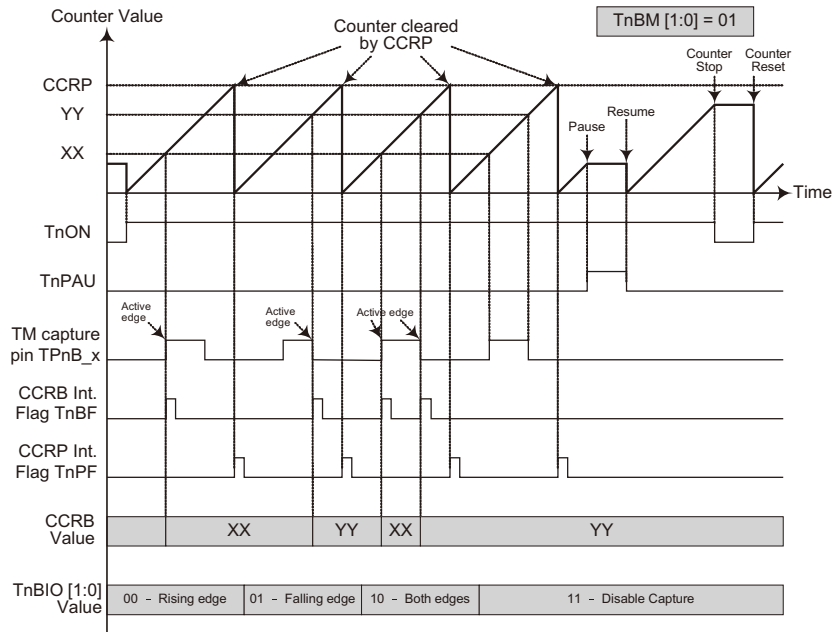 Counter Value
TnBM [1:0] = 01
Counter cleared
by CCRP
Counter
Stop
Counter
Reset
CCRP
YY
XX
Pause
Resume
Time
TnON
TnPAU
Active
edge
Active
edge
Active edge
TM capture
pin TPnB_x
CCRB Int.
Flag TnBF
CCRP Int.
Flag TnPF
CCRB
Value
XX
YY
XX
YY
TnBIO [1:0]
Value
00 – Rising edge
01 – Falling edge
10 – Both edges
11 – Disable Capture